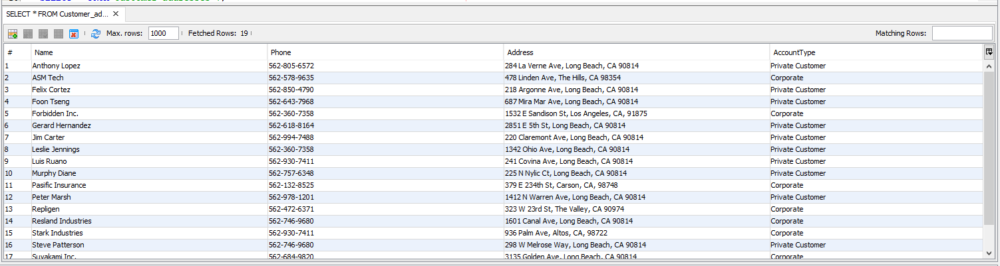 SELECT * FROM Customer_ad...
Max. rows: 1000 Fetched Rows: 19 Matching Rows:
# Name Phone Address AccountType
1 Anthony Lopez 562-805-6572 284 La Verne Ave, Long Beach, CA 90814 Private Customer
2 ASM Tech 562-578-9635 478 Linden Ave, The Hills, CA 98354 Corporate
3 Felix Cortez 562-850-4790 218 Argonne Ave, Long Beach, CA 90814 Private Customer
4 Foon Tseng 562-643-7968 687 Mira Mar Ave, Long Beach, CA 90814 Private Customer
5 Forbidden Inc. 562-360-7358 1532 E Sandison St, Los Angeles, CA, 91875 Corporate
6 Gerard Hernandez 562-618-8164 2851 E 5th St, Long Beach, CA 90814 Private Customer
7 Jim Carter 562-994-7488 220 Claremont Ave, Long Beach, CA 90814 Private Customer
8 Leslie Jennings 562-360-7358 1342 Ohio Ave, Long Beach, CA 90814 Private Customer
9 Luis Ruano 562-930-7411 241 Covina Ave, Long Beach, CA 90814 Private Customer
10 Murphy Diane 562-757-6348 225 N Nylic Ct, Long Beach, CA 90814 Private Customer
11 Pasific Insurance 562-132-8525 379 E 234th St, Carson, CA, 98748 Corporate
12 Peter Marsh 562-978-1201 1412 N Warren Ave, Long Beach, CA 90814 Private Customer
13 Repligen 562-472-6371 323 W 23rd St, The Valley, CA 90974 Corporate
14 Resland Industries 562-746-9680 1601 Canal Ave, Long Beach, CA 90814 Corporate
15 Stark Industries 562-930-7411 936 Palm Ave, Altos, CA, 98722 Corporate
16 Steve Patterson 562-746-9680 298 W Melrose Way, Long Beach, CA 90814 Private Customer
17 Suyakami Inc. 562-684-9820 3135 Golden Ave, Long Beach, CA 90814 Corporate